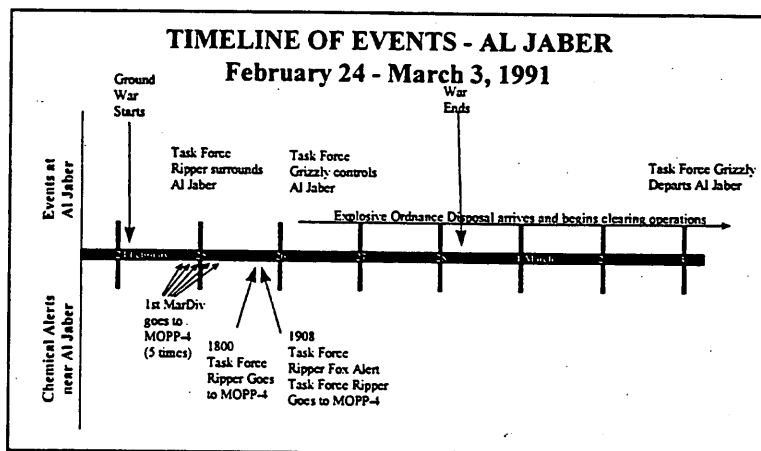 TIMELINE OF EVENTS - AL JABER
February 24 - March 3, 1991
Ground
War
Starts
War
Ends
Events at
Al Jaber
Task Force
Ripper surrounds
Al Jaber
Task Force
Grizzly controls
Al Jaber
Task Force Grizzly
Departs Al Jaber
Explosive Ordnance Disposal arrives and begins clearing operations
25
26
27
28
March
2
3
Chemical Alerts
near Al Jaber
1st MarDiv
goes to
MOPP-4
(5 times)
1800
Task Force
Ripper Goes
to MOPP-4
1908
Task Force
Ripper Fox Alert
Task Force Ripper
Goes to MOPP-4